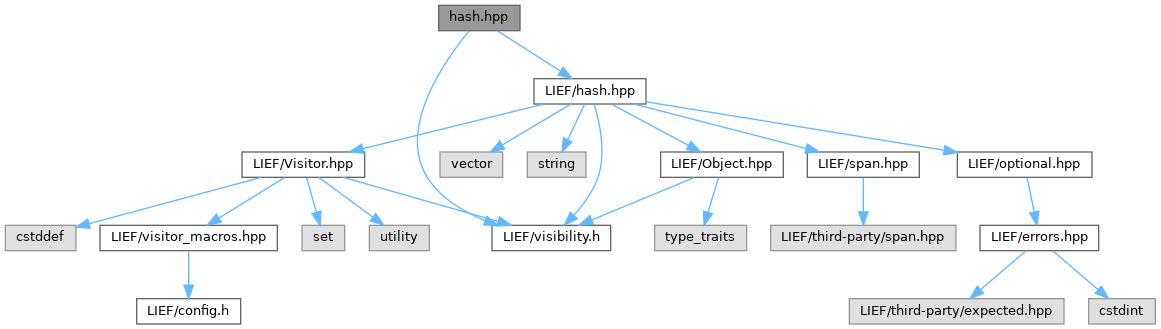 hash.hpp
LIEF/hash.hpp
LIEF/Visitor.hpp
vector
string
LIEF/Object.hpp
LIEF/span.hpp
LIEF/optional.hpp
cstddef
LIEF/visitor_macros.hpp
set
utility
LIEF/visibility.h
type_traits
LIEF/third-party/span.hpp
LIEF/errors.hpp
LIEF/config.h
LIEF/third-party/expected.hpp
cstdint